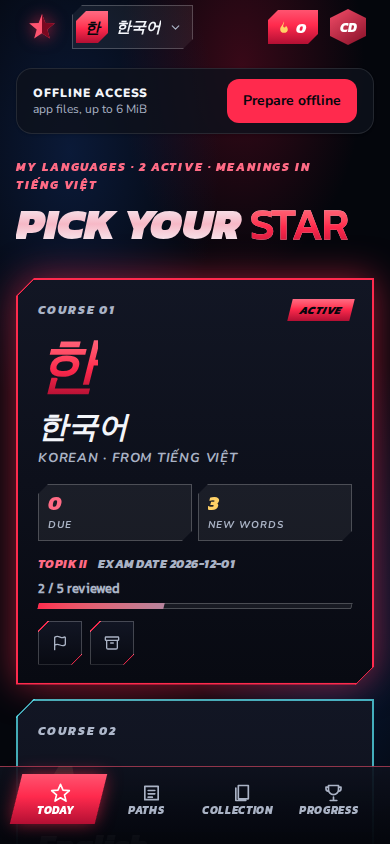 한 한국어
0
CD
OFFLINE ACCESS
app files, up to 6 MiB
Prepare offline
MY LANGUAGES · 2 ACTIVE · MEANINGS IN
TIẾNG VIỆT
PICK YOUR STAR
COURSE 01
ACTIVE
한
한국어
KOREAN · FROM TIẾNG VIỆT
0
DUE
3
NEW WORDS
TOPIK II EXAM DATE 2026-12-01
2 / 5 reviewed
COURSE 02
TODAY
PATHS
COLLECTION
PROGRESS